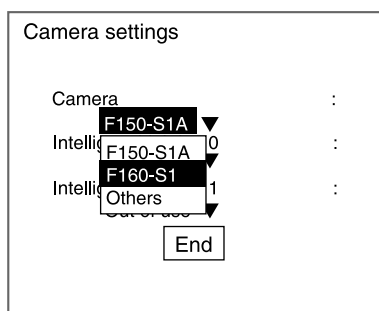 Camera settings
Camera :
F150-S1A ▼
Intellig 0 :
F150-S1A ▼
F160-S1
Intellig 1 :
Others
▼
End